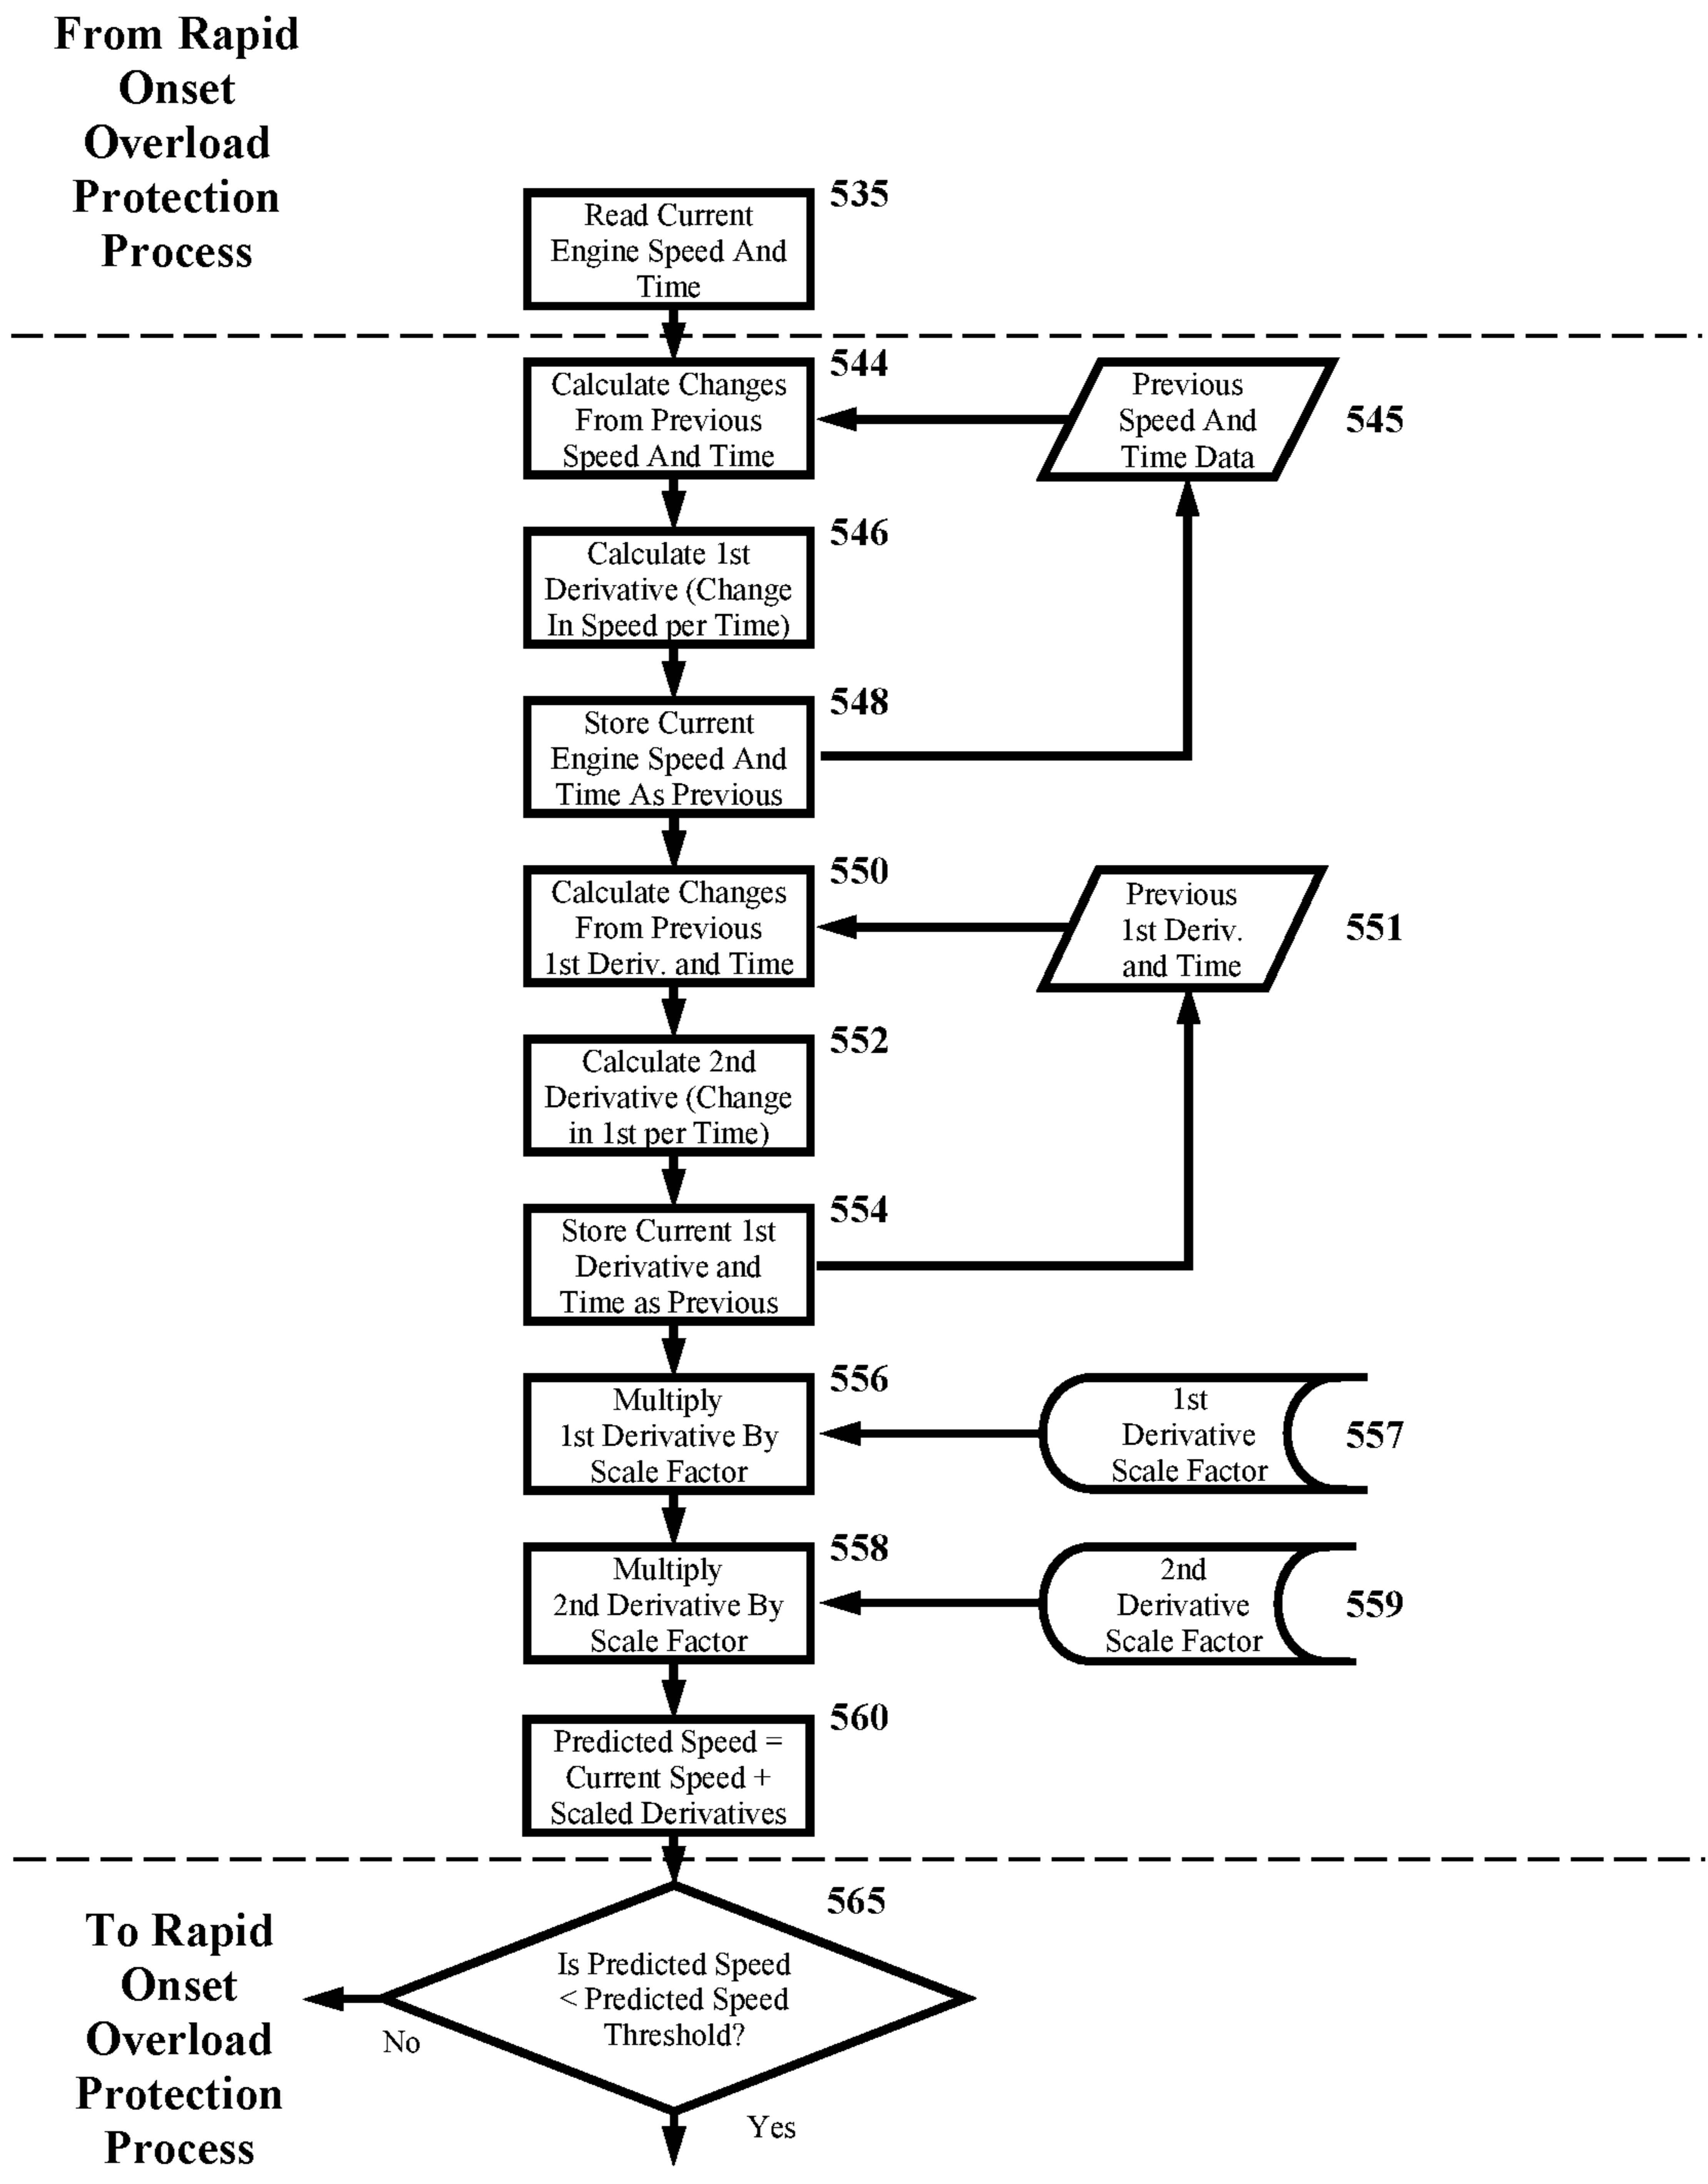 From Rapid
Onset
Overload
Protection
Process
535
Read Current
Engine Speed And
Time
544
Calculate Changes
From Previous
Speed And Time
Previous
Speed And
Time Data
545
546
Calculate 1st
Derivative (Change
In Speed per Time)
548
Store Current
Engine Speed And
Time As Previous
550
Calculate Changes
From Previous
1st Deriv. and Time
Previous
1st Deriv.
and Time
551
552
Calculate 2nd
Derivative (Change
in 1st per Time)
554
Store Current 1st
Derivative and
Time as Previous
556
Multiply
1st Derivative By
Scale Factor
1st
Derivative
Scale Factor
557
558
Multiply
2nd Derivative By
Scale Factor
2nd
Derivative
Scale Factor
559
560
Predicted Speed =
Current Speed +
Scaled Derivatives
565
Is Predicted Speed
< Predicted Speed
Threshold?
No
Yes
To Rapid
Onset
Overload
Protection
Process